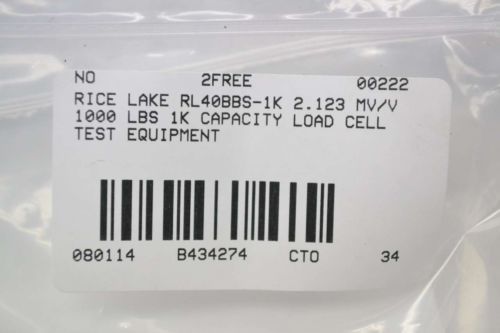 NO 2FREE 00222
RICE LAKE RL40BBS-1K 2.123 MV/V
1000 LBS 1K CAPACITY LOAD CELL
TEST EQUIPMENT
080114 B434274 CTO 34